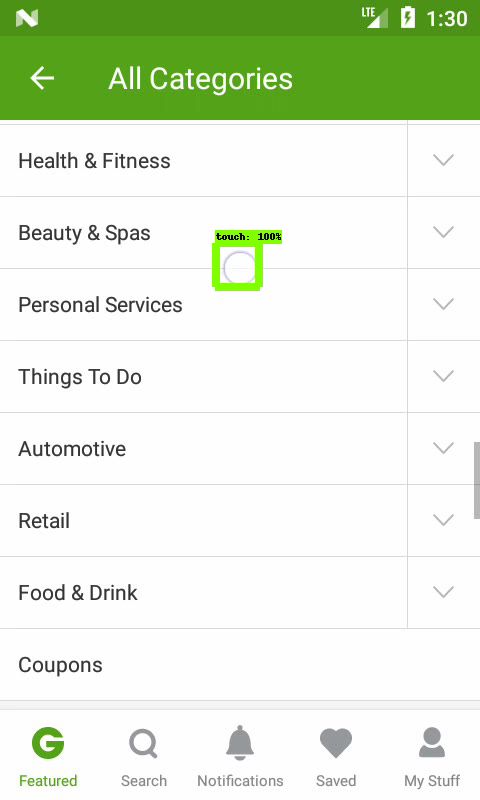 LTE 1:30
All Categories
Health & Fitness
Beauty & Spas
touch: 100%
Personal Services
Things To Do
Automotive
Retail
Food & Drink
Coupons
Featured Search Notifications Saved My Stuff